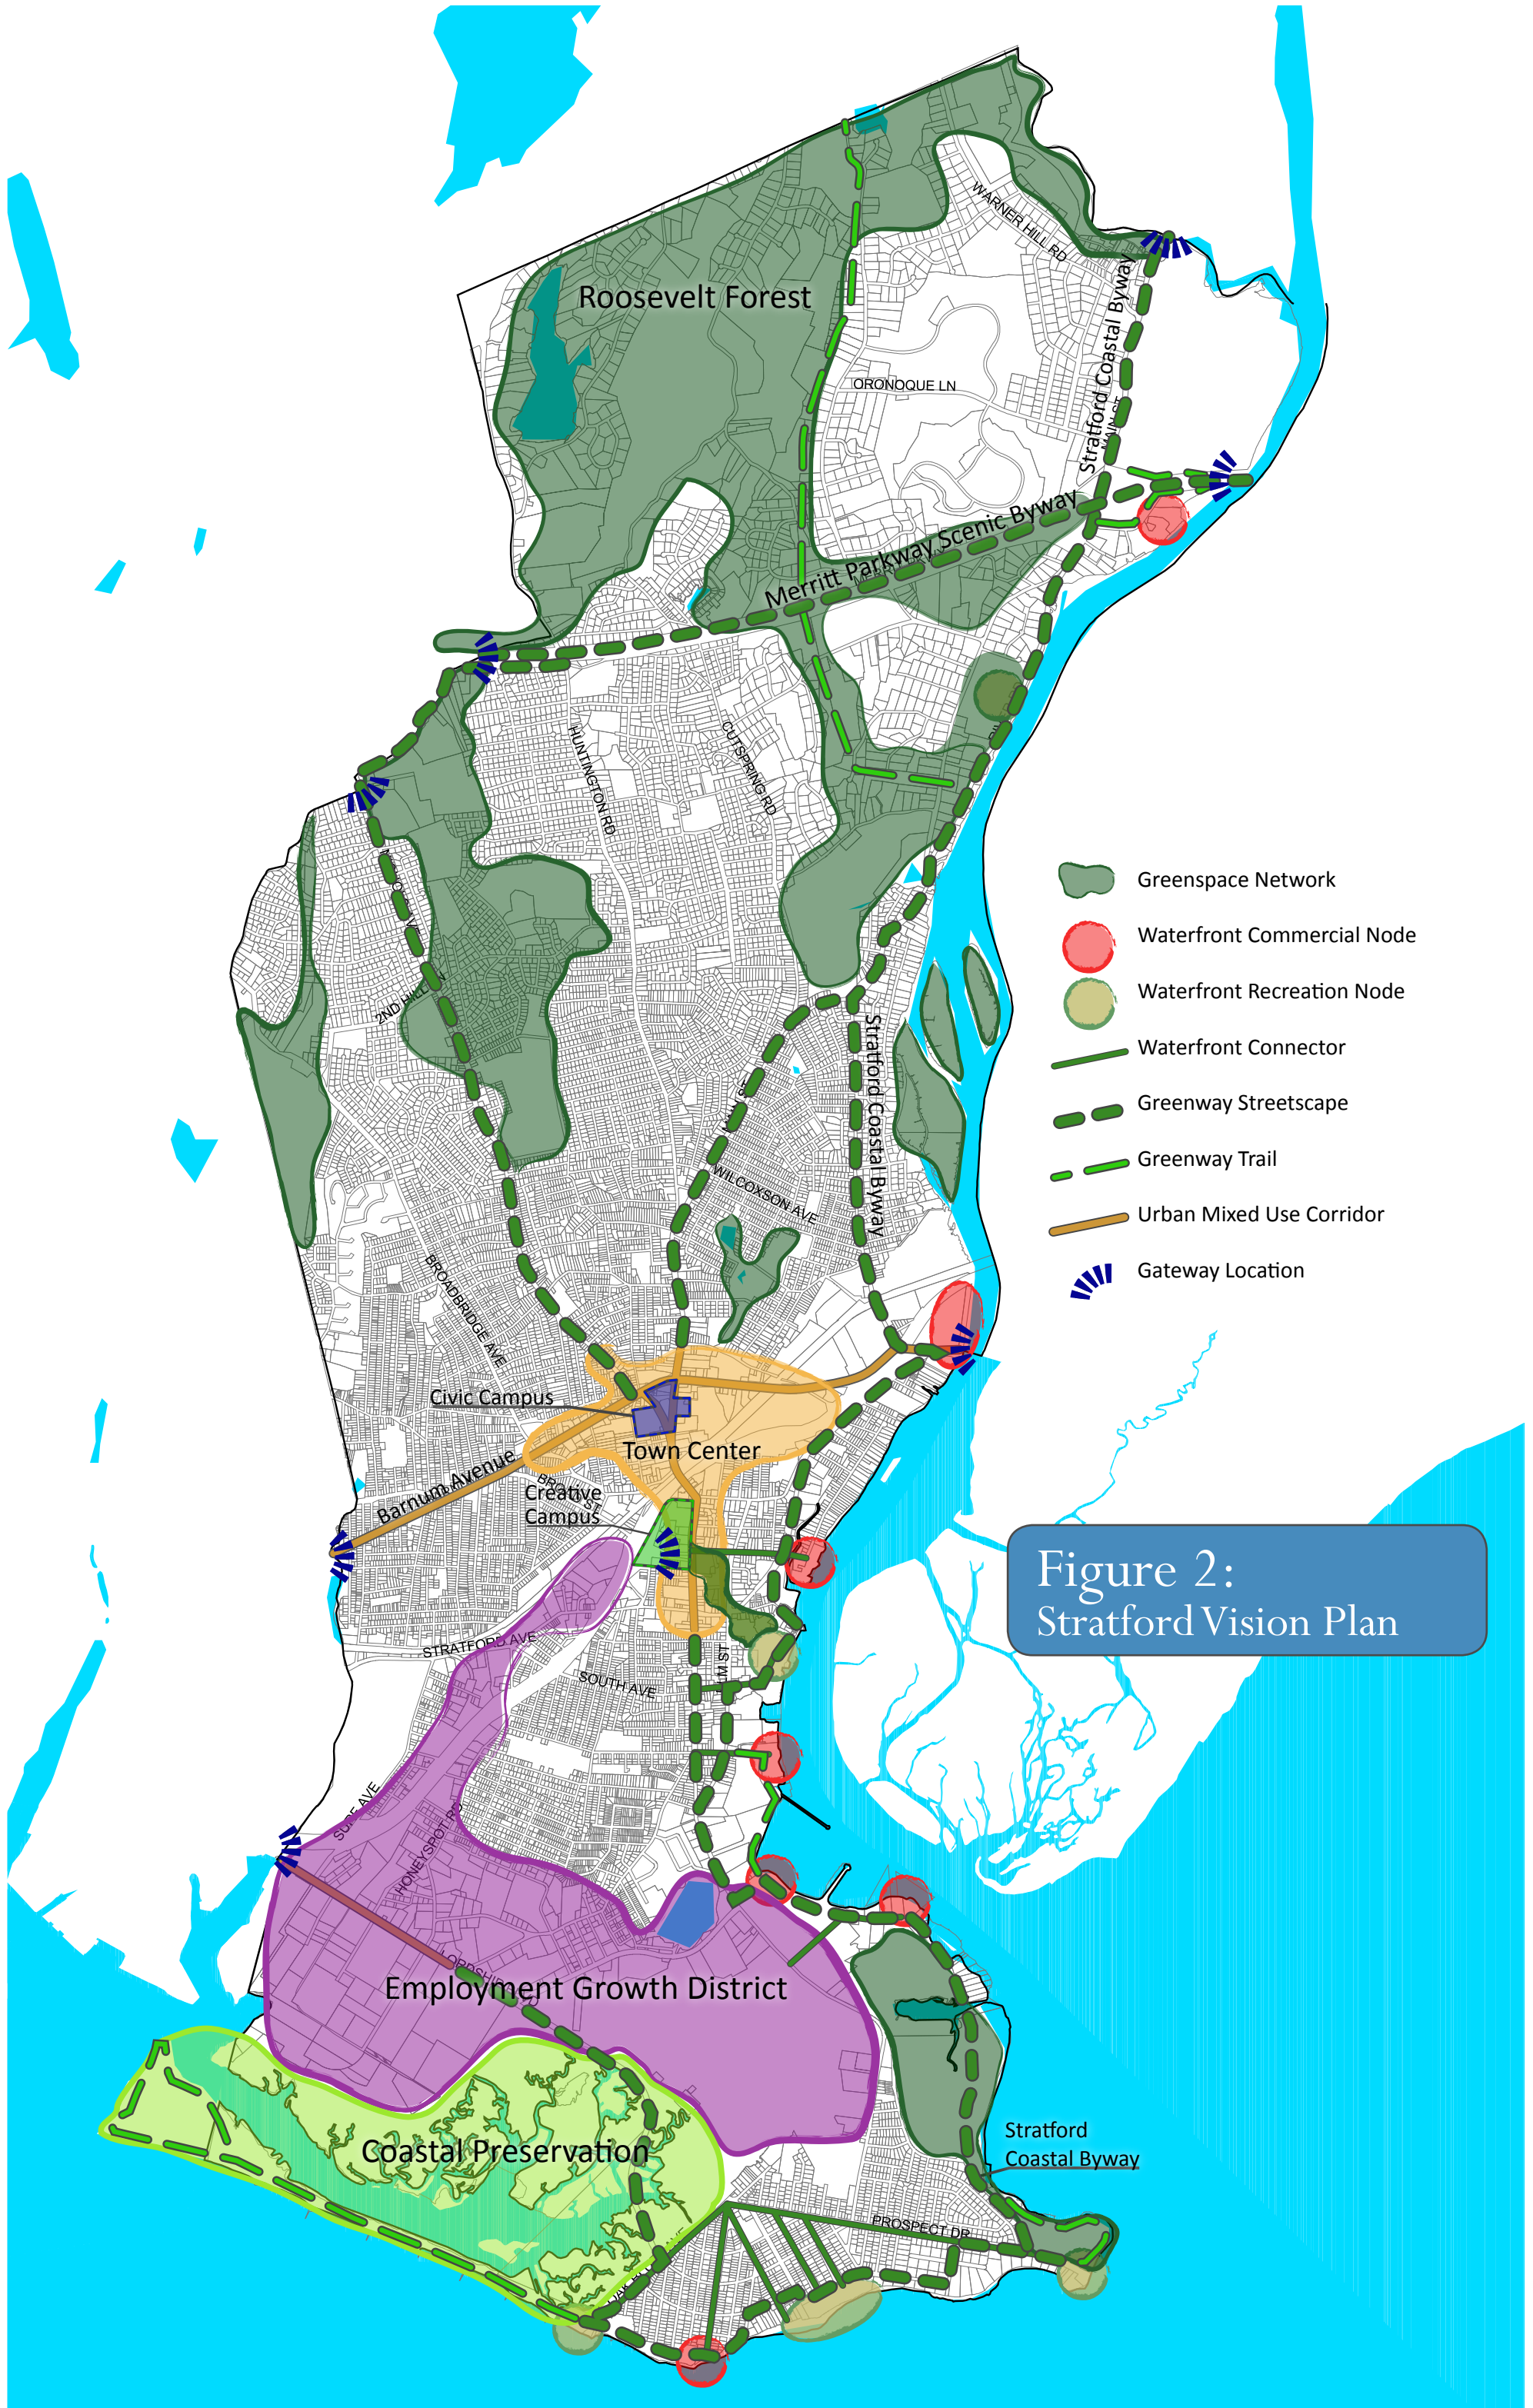 Roosevelt Forest
WARNER HILL RD
Stratford Coastal Byway
MAIN ST
ORONOQUE LN
Merritt Parkway Scenic Byway
HUNTINGTON RD
CUTSPRING RD
2ND HILL LN
Stratford Coastal Byway
WILCOXSON AVE
BROADBRIDGE AVE
Greenspace Network
Waterfront Commercial Node
Waterfront Recreation Node
Waterfront Connector
Greenway Streetscape
Greenway Trail
Urban Mixed Use Corridor
Gateway Location
Civic Campus
Town Center
Barnum Avenue
Creative
Campus
Figure 2:
Stratford Vision Plan
STRATFORD AVE
SOUTH AVE
ELM ST
SURF AVE
HONEYSPOT RD
Employment Growth District
Coastal Preservation
Stratford
Coastal Byway
PROSPECT DR